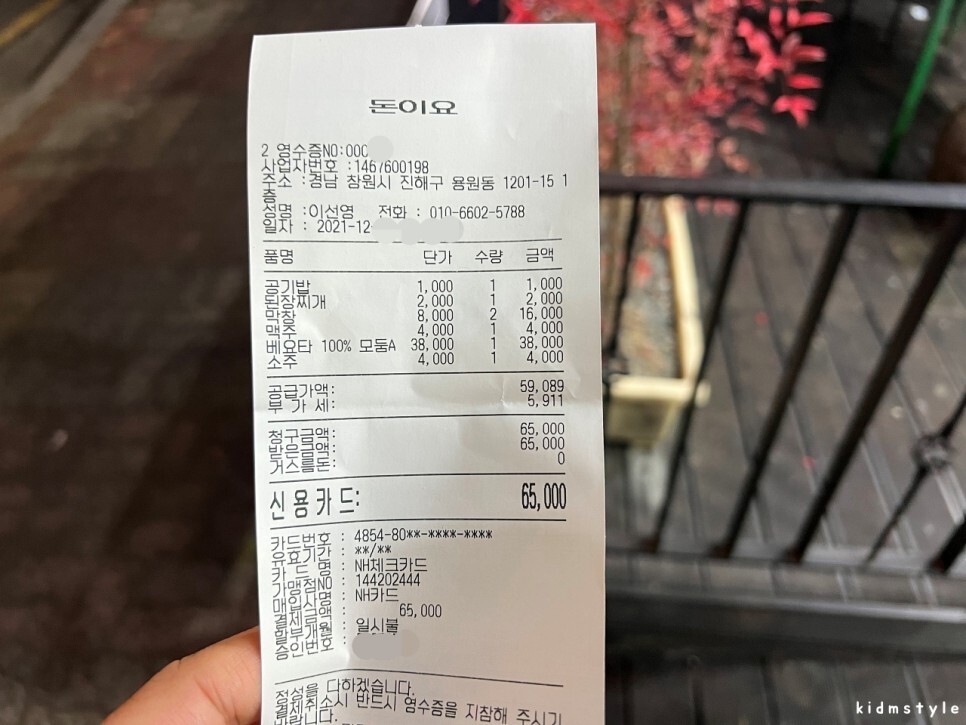 돈이요
2 영수증NO:000
사업자번호 :1467600198
주소 :경남 창원시 진해구 용원동 1201-15 1
층
성명 :이선영 전화 : 010-6602-5788
일자 : 2021-12-
품명 단가 수량 금액
공기밥 1,000 1 1,000
된장찌개 2,000 1 2,000
막창 8,000 2 16,000
맥주 4,000 1 4,000
베요타 100% 모둠A 38,000 1 38,000
소주 4,000 1 4,000
공급가액: 59,089
부 가 세: 5,911
청구금액: 65,000
받은금액: 65,000
거스름돈: 0
신용카드: 65,000
카드번호 : 4854-80**-****-****
유효기간 : **/**
카 드 명 : NH체크카드
가맹점NO : 144202444
매입사명 : NH카드
결제금액 : 65,000
할부개월 : 일시불
승인번호 :
정성을 다하겠습니다.
결제취소시 반드시 영수증을 지참해 주시기
바랍니다.
kidmstyle